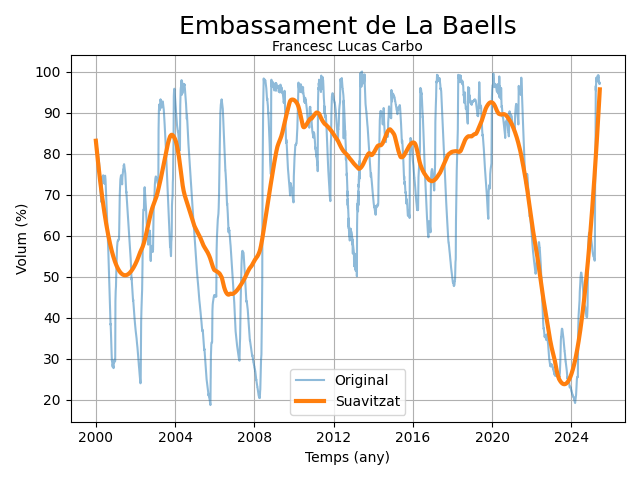 Embassament de La Baells
Francesc Lucas Carbo
Volum (%)
100
90
80
70
60
50
40
30
20
Original
Suavitzat
2000 2004 2008 2012 2016 2020 2024
Temps (any)